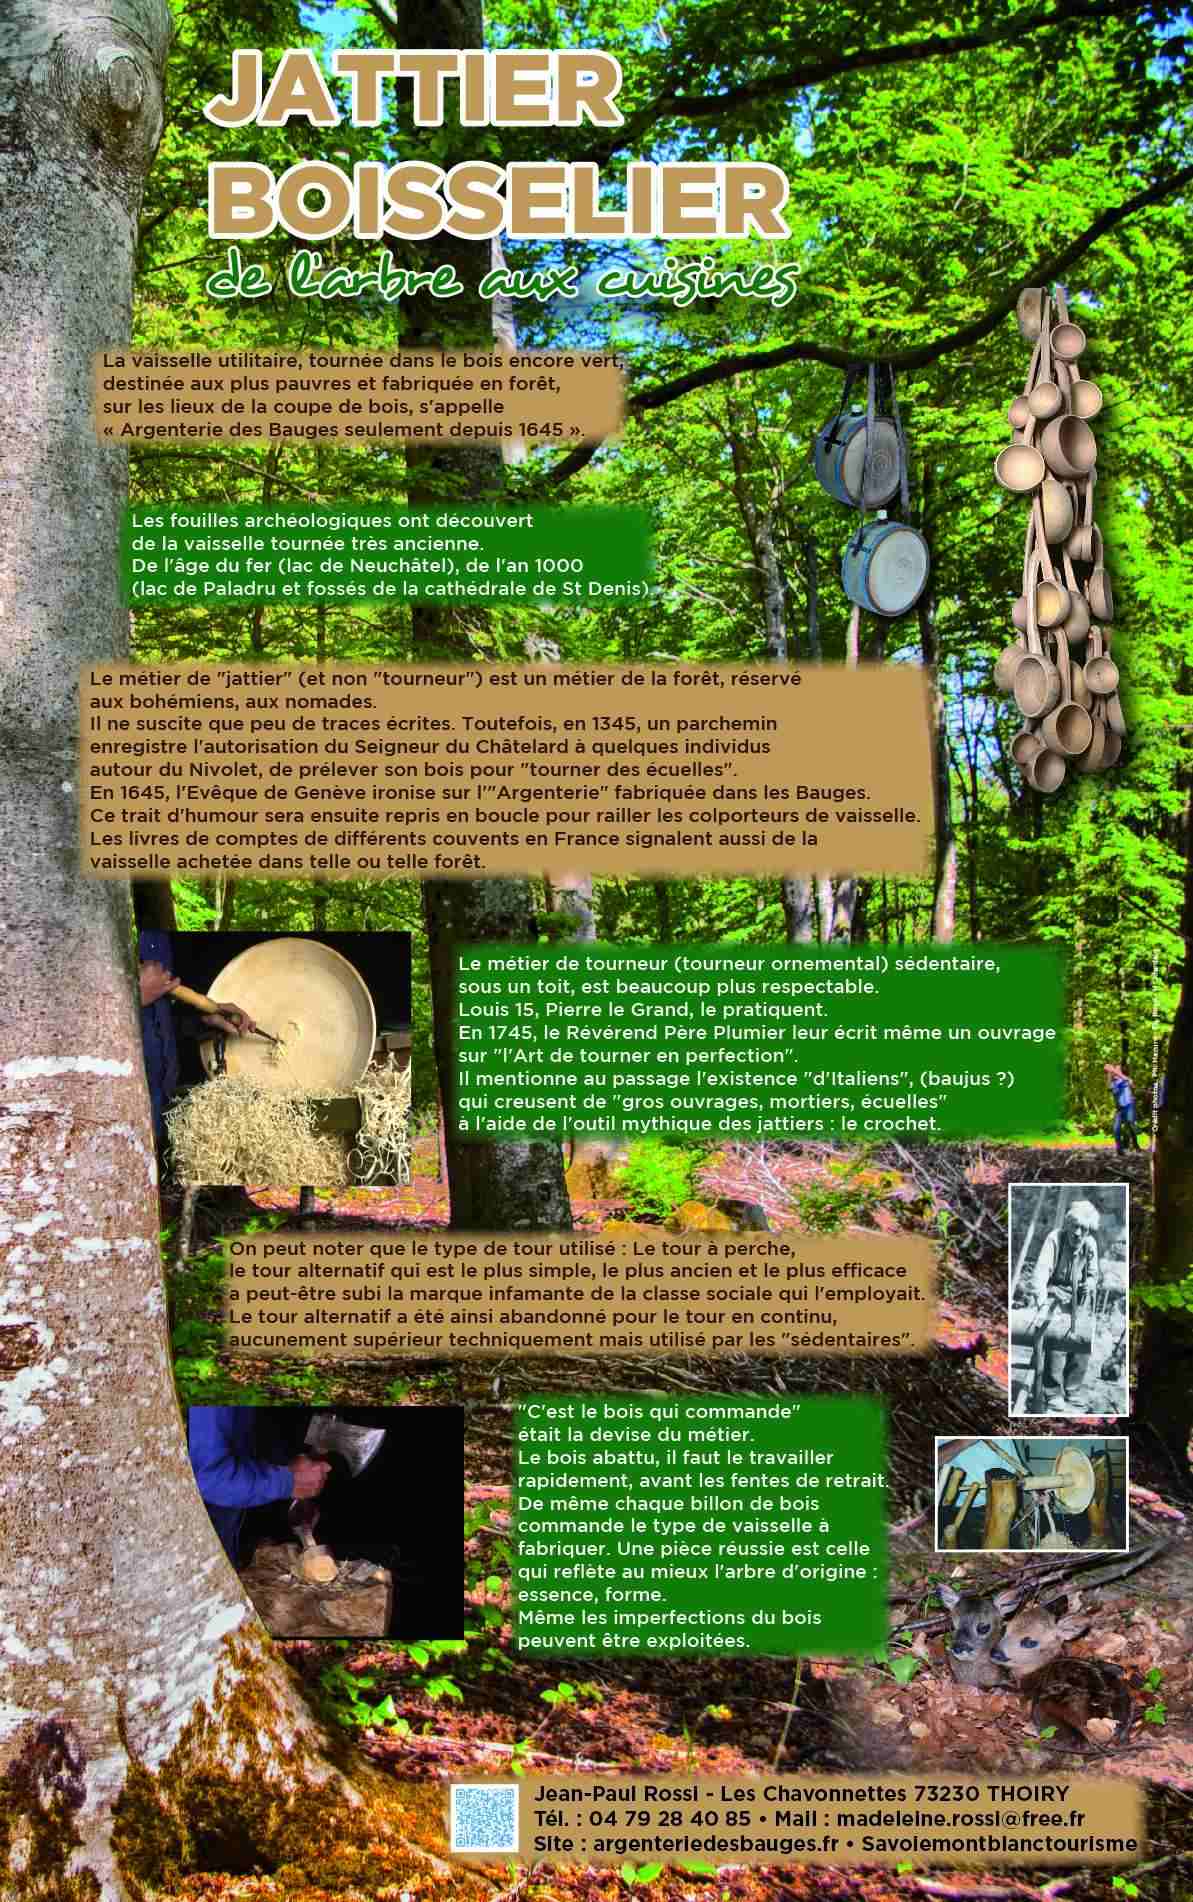 JATTIER
BOISSELIER
de l'arbre aux cuisines
La vaisselle utilitaire, tournée dans le bois encore vert,
destinée aux plus pauvres et fabriquée en forêt,
sur les lieux de la coupe de bois, s'appelle
« Argenterie des Bauges seulement depuis 1645 ».
Les fouilles archéologiques ont découvert
de la vaisselle tournée très ancienne.
De l'âge du fer (lac de Neuchâtel), de l'an 1000
(lac de Paladru et fossés de la cathédrale de St Denis).
Le métier de "jattier" (et non "tourneur") est un métier de la forêt, réservé
aux bohémiens, aux nomades.
Il ne suscite que peu de traces écrites. Toutefois, en 1345, un parchemin
enregistre l'autorisation du Seigneur du Châtelard à quelques individus
autour du Nivolet, de prélever son bois pour "tourner des écuelles".
En 1645, l'Evêque de Genève ironise sur l'"Argenterie" fabriquée dans les Bauges.
Ce trait d'humour sera ensuite repris en boucle pour railler les colporteurs de vaisselle.
Les livres de comptes de différents couvents en France signalent aussi de la
vaisselle achetée dans telle ou telle forêt.
Le métier de tourneur (tourneur ornemental) sédentaire,
sous un toit, est beaucoup plus respectable.
Louis 15, Pierre le Grand, le pratiquent.
En 1745, le Révérend Père Plumier leur écrit même un ouvrage
sur "l'Art de tourner en perfection".
Il mentionne au passage l'existence "d'Italiens", (baujus ?)
qui creusent de "gros ouvrages, mortiers, écuelles"
à l'aide de l'outil mythique des jattiers : le crochet.
Crédit photos :
On peut noter que le type de tour utilisé : Le tour à perche,
le tour alternatif qui est le plus simple, le plus ancien et le plus efficace
a peut-être subi la marque infamante de la classe sociale qui l'employait.
Le tour alternatif a été ainsi abandonné pour le tour en continu,
aucunement supérieur techniquement mais utilisé par les "sédentaires".
"C'est le bois qui commande"
était la devise du métier.
Le bois abattu, il faut le travailler
rapidement, avant les fentes de retrait.
De même chaque billon de bois
commande le type de vaisselle à
fabriquer. Une pièce réussie est celle
qui reflète au mieux l'arbre d'origine :
essence, forme.
Même les imperfections du bois
peuvent être exploitées.
Jean-Paul Rossi - Les Chavonnettes 73230 THOIRY
Tél. : 04 79 28 40 85 • Mail : madeleine.rossi@free.fr
Site : argenteriedesbauges.fr • Savoiemontblanctourisme